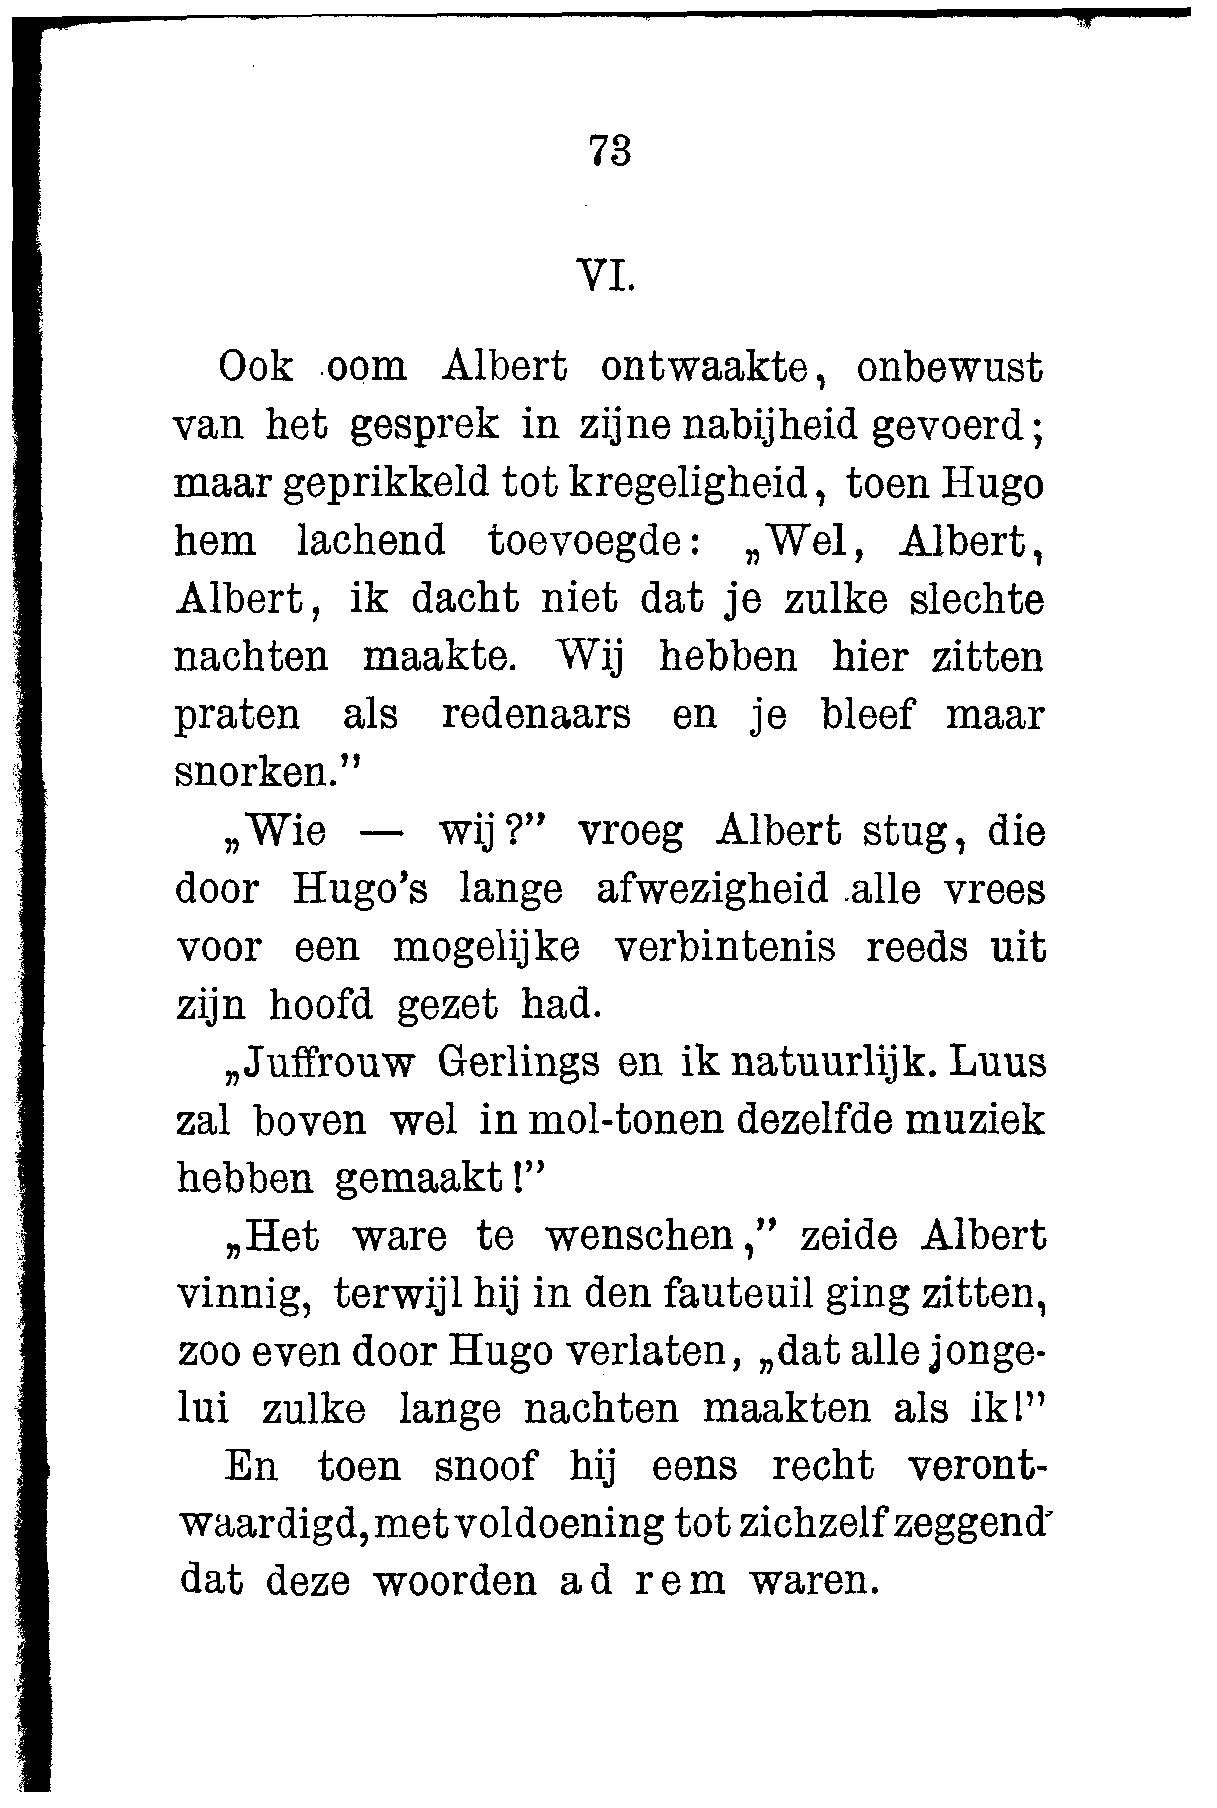 73
VI.
Ook oom Albert ontwaakte, onbewust
van het gesprek in zijne nabijheid gevoerd;
maar geprikkeld tot kregeligheid, toen Hugo
hem lachend toevoegde: „Wel, Albert,
Albert, ik dacht niet dat je zulke slechte
nachten maakte. Wij hebben hier zitten
praten als redenaars en je bleef maar
snorken.”
„Wie — wij?” vroeg Albert stug, die
door Hugo's lange afwezigheid alle vrees
voor een mogelijke verbintenis reeds uit
zijn hoofd gezet had.
„Juffrouw Gerlings en ik natuurlijk. Luus
zal boven wel in mol-tonen dezelfde muziek
hebben gemaakt!”
„Het ware te wenschen,” zeide Albert
vinnig, terwijl hij in den fauteuil ging zitten,
zoo even door Hugo verlaten, „dat alle jonge-
lui zulke lange nachten maakten als ik!”
En toen snoof hij eens recht veront-
waardigd, met voldoening tot zichzelf zeggend
dat deze woorden ad rem waren.